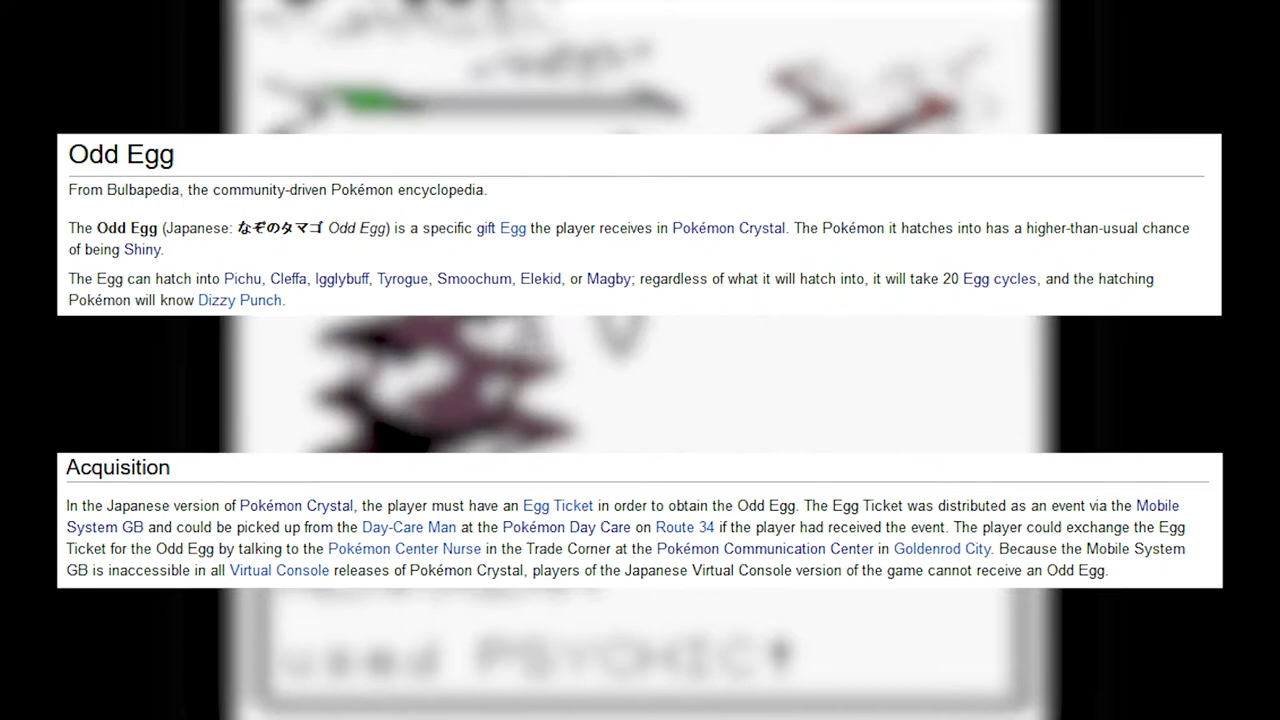 Odd Egg
From Bulbapedia, the community-driven Pokémon encyclopedia.
The Odd Egg (Japanese: なぞのタマゴ Odd Egg) is a specific gift Egg the player receives in Pokémon Crystal. The Pokémon it hatches into has a higher-than-usual chance
of being Shiny.
The Egg can hatch into Pichu, Cleffa, Igglybuff, Tyrogue, Smoochum, Elekid, or Magby; regardless of what it will hatch into, it will take 20 Egg cycles, and the hatching
Pokémon will know Dizzy Punch.
Acquisition
In the Japanese version of Pokémon Crystal, the player must have an Egg Ticket in order to obtain the Odd Egg. The Egg Ticket was distributed as an event via the Mobile
System GB and could be picked up from the Day-Care Man at the Pokémon Day Care on Route 34 if the player had received the event. The player could exchange the Egg
Ticket for the Odd Egg by talking to the Pokémon Center Nurse in the Trade Corner at the Pokémon Communication Center in Goldenrod City. Because the Mobile System
GB is inaccessible in all Virtual Console releases of Pokémon Crystal, players of the Japanese Virtual Console version of the game cannot receive an Odd Egg.
used PSYCHIC!